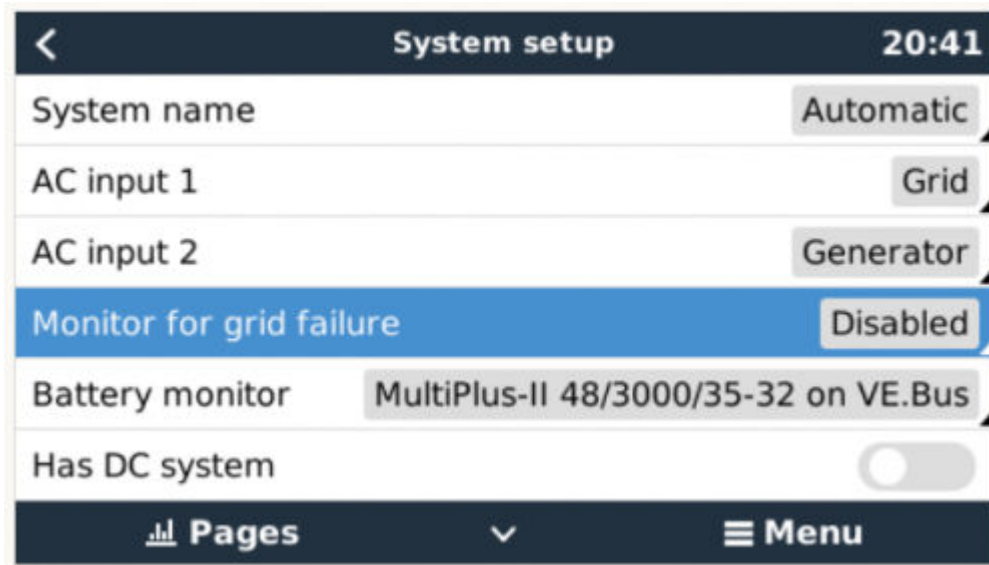 System setup 20:41
System name Automatic
AC input 1 Grid
AC input 2 Generator
Monitor for grid failure Disabled
Battery monitor MultiPlus-II 48/3000/35-32 on VE.Bus
Has DC system
Pages Menu